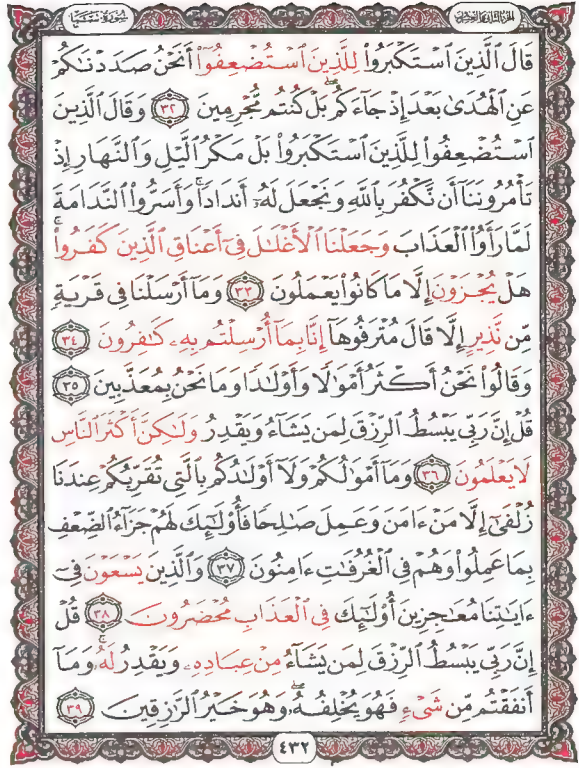 سورة سبإ
الجزء الثاني والعشرون
قَالَ ٱلَّذِينَ ٱسْتَكْبَرُوا۟ لِلَّذِينَ ٱسْتُضْعِفُوٓا۟ أَنَحْنُ صَدَدْنَٰكُمْ
عَنِ ٱلْهُدَىٰ بَعْدَ إِذْ جَآءَكُم ۖ بَلْ كُنتُم مُّجْرِمِينَ ٣٢ وَقَالَ ٱلَّذِينَ
ٱسْتُضْعِفُوا۟ لِلَّذِينَ ٱسْتَكْبَرُوا۟ بَلْ مَكْرُ ٱلَّيْلِ وَٱلنَّهَارِ إِذْ
تَأْمُرُونَنَآ أَن نَّكْفُرَ بِٱللَّهِ وَنَجْعَلَ لَهُۥٓ أَندَادًا ۚ وَأَسَرُّوا۟ ٱلنَّدَامَةَ
لَمَّا رَأَوُا۟ ٱلْعَذَابَ وَجَعَلْنَا ٱلْأَغْلَٰلَ فِىٓ أَعْنَاقِ ٱلَّذِينَ كَفَرُوا۟ ۚ
هَلْ يُجْزَوْنَ إِلَّا مَا كَانُوا۟ يَعْمَلُونَ ٣٣ وَمَآ أَرْسَلْنَا فِى قَرْيَةٍ
مِّن نَّذِيرٍ إِلَّا قَالَ مُتْرَفُوهَآ إِنَّا بِمَآ أُرْسِلْتُم بِهِۦ كَٰفِرُونَ ٣٤
وَقَالُوا۟ نَحْنُ أَكْثَرُ أَمْوَٰلًا وَأَوْلَٰدًا وَمَا نَحْنُ بِمُعَذَّبِينَ ٣٥
قُلْ إِنَّ رَبِّى يَبْسُطُ ٱلرِّزْقَ لِمَن يَشَآءُ وَيَقْدِرُ وَلَٰكِنَّ أَكْثَرَ ٱلنَّاسِ
لَا يَعْلَمُونَ ٣٦ وَمَآ أَمْوَٰلُكُمْ وَلَآ أَوْلَٰدُكُم بِٱلَّتِى تُقَرِّبُكُمْ عِندَنَا
زُلْفَىٰٓ إِلَّا مَنْ ءَامَنَ وَعَمِلَ صَٰلِحًا فَأُو۟لَٰٓئِكَ لَهُمْ جَزَآءُ ٱلضِّعْفِ
بِمَا عَمِلُوا۟ وَهُمْ فِى ٱلْغُرُفَٰتِ ءَامِنُونَ ٣٧ وَٱلَّذِينَ يَسْعَوْنَ فِىٓ
ءَايَٰتِنَا مُعَٰجِزِينَ أُو۟لَٰٓئِكَ فِى ٱلْعَذَابِ مُحْضَرُونَ ٣٨ قُلْ
إِنَّ رَبِّى يَبْسُطُ ٱلرِّزْقَ لِمَن يَشَآءُ مِنْ عِبَادِهِۦ وَيَقْدِرُ لَهُۥ ۚ وَمَآ
أَنفَقْتُم مِّن شَىْءٍ فَهُوَ يُخْلِفُهُۥ ۖ وَهُوَ خَيْرُ ٱلرَّٰزِقِينَ ٣٩
٤٣٢